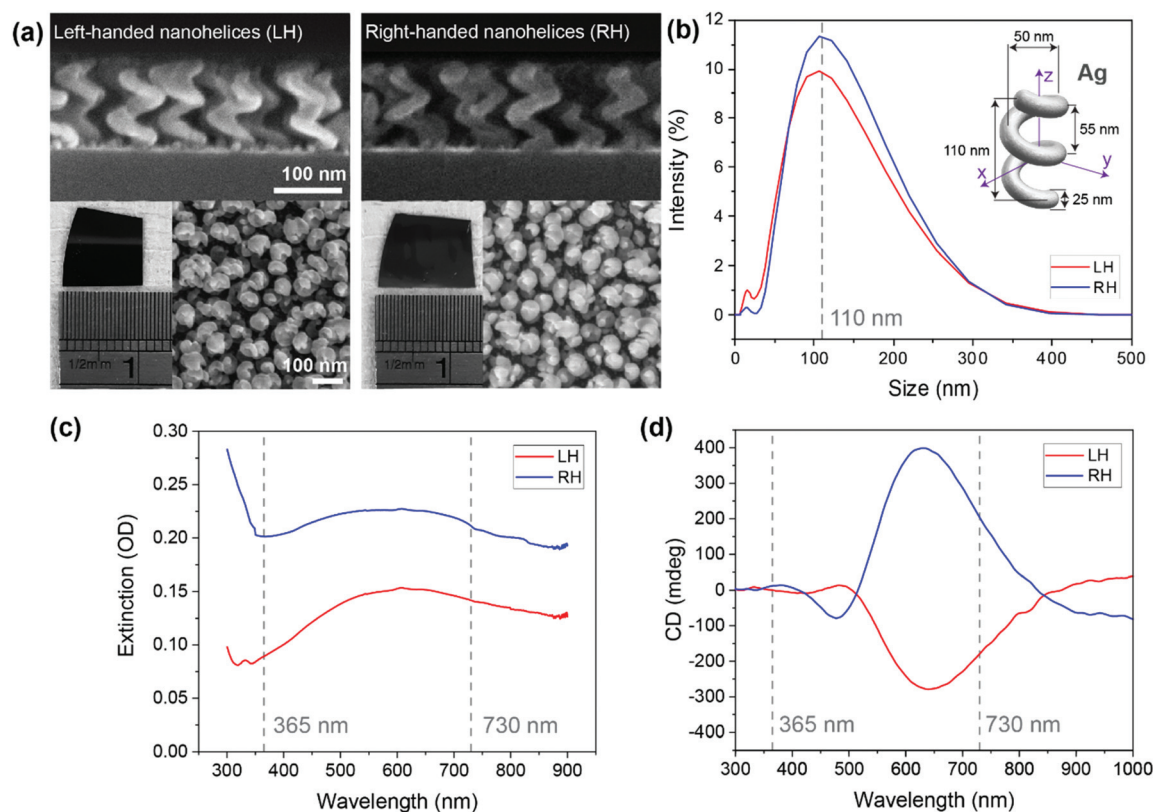 (a)
Left-handed nanohelices (LH)
Right-handed nanohelices (RH)
100 nm
1/2mm 1
100 nm
1/2mm 1
(b)
12
10
8
6
4
2
0
Intensity (%)
0 100 200 300 400 500
Size (nm)
110 nm
LH
RH
50 nm
Ag
z
55 nm
110 nm
x
y
25 nm
(c)
0.30
0.25
0.20
0.15
0.10
0.05
0.00
Extinction (OD)
300 400 500 600 700 800 900
Wavelength (nm)
365 nm
730 nm
LH
RH
(d)
400
300
200
100
0
-100
-200
-300
-400
CD (mdeg)
300 400 500 600 700 800 900 1000
Wavelength (nm)
365 nm
730 nm
LH
RH